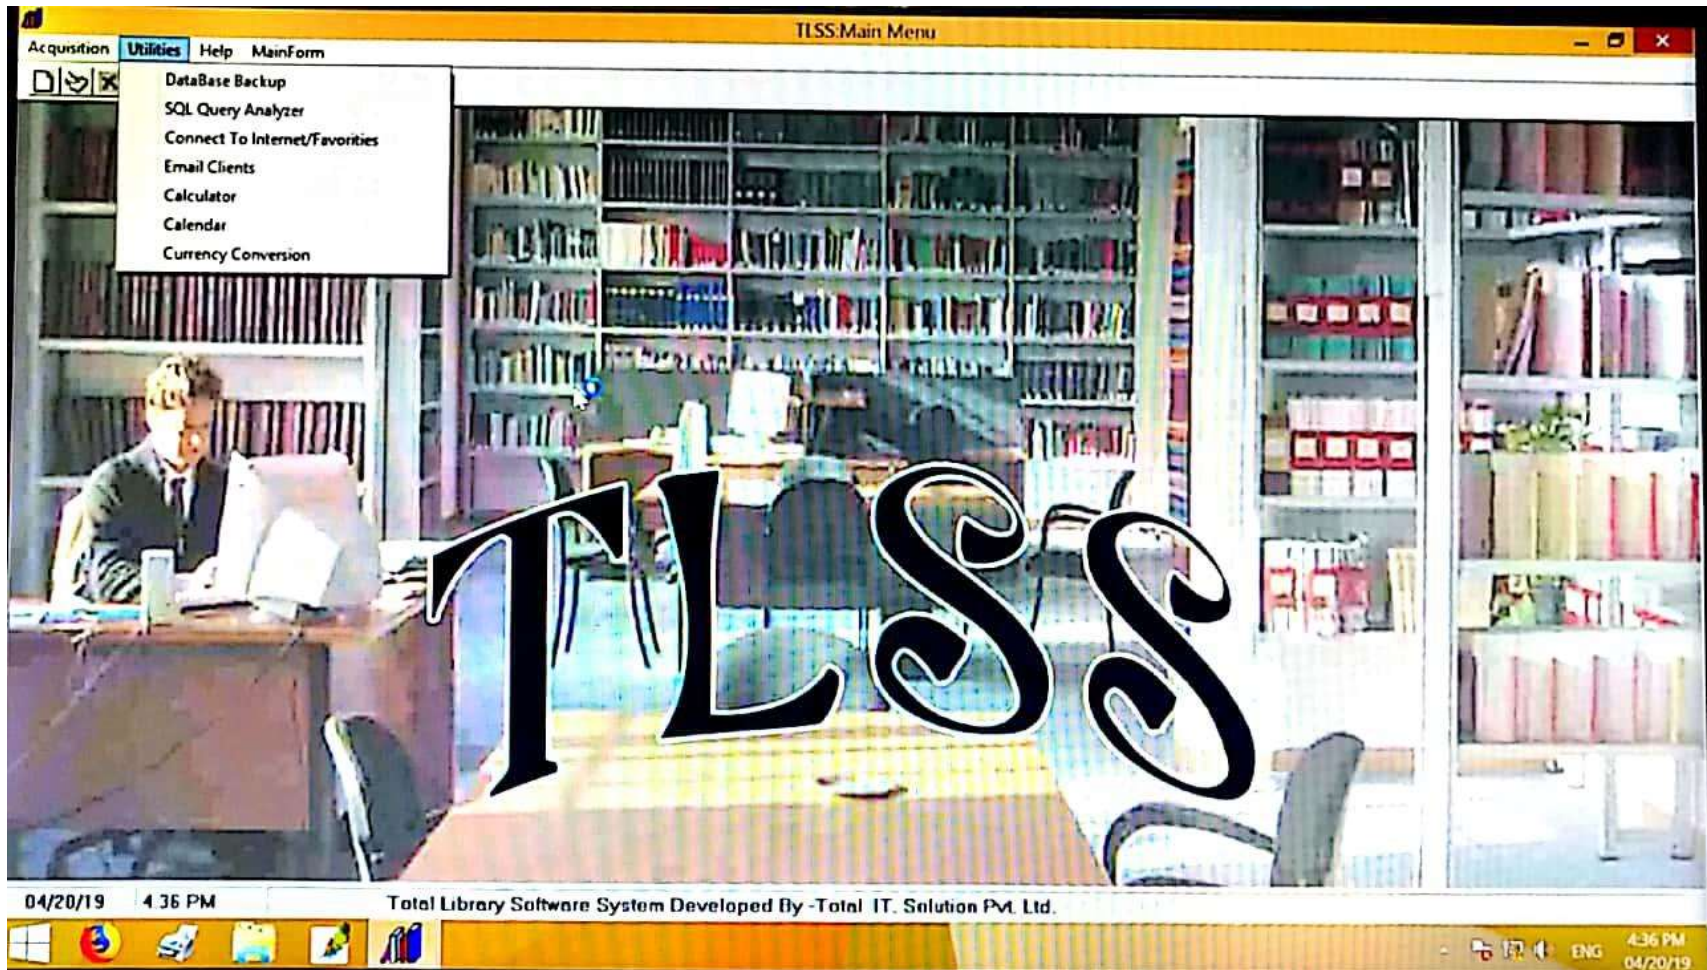 TLSS:Main Menu
Acquisition Utilities Help MainForm
DataBase Backup
SQL Query Analyzer
Connect To Internet/Favorities
Email Clients
Calculator
Calendar
Currency Conversion
TLSS
04/20/19 4:36 PM Total Library Software System Developed By -Total IT. Solution Pvt. Ltd.
ENG 4:36 PM
04/20/19